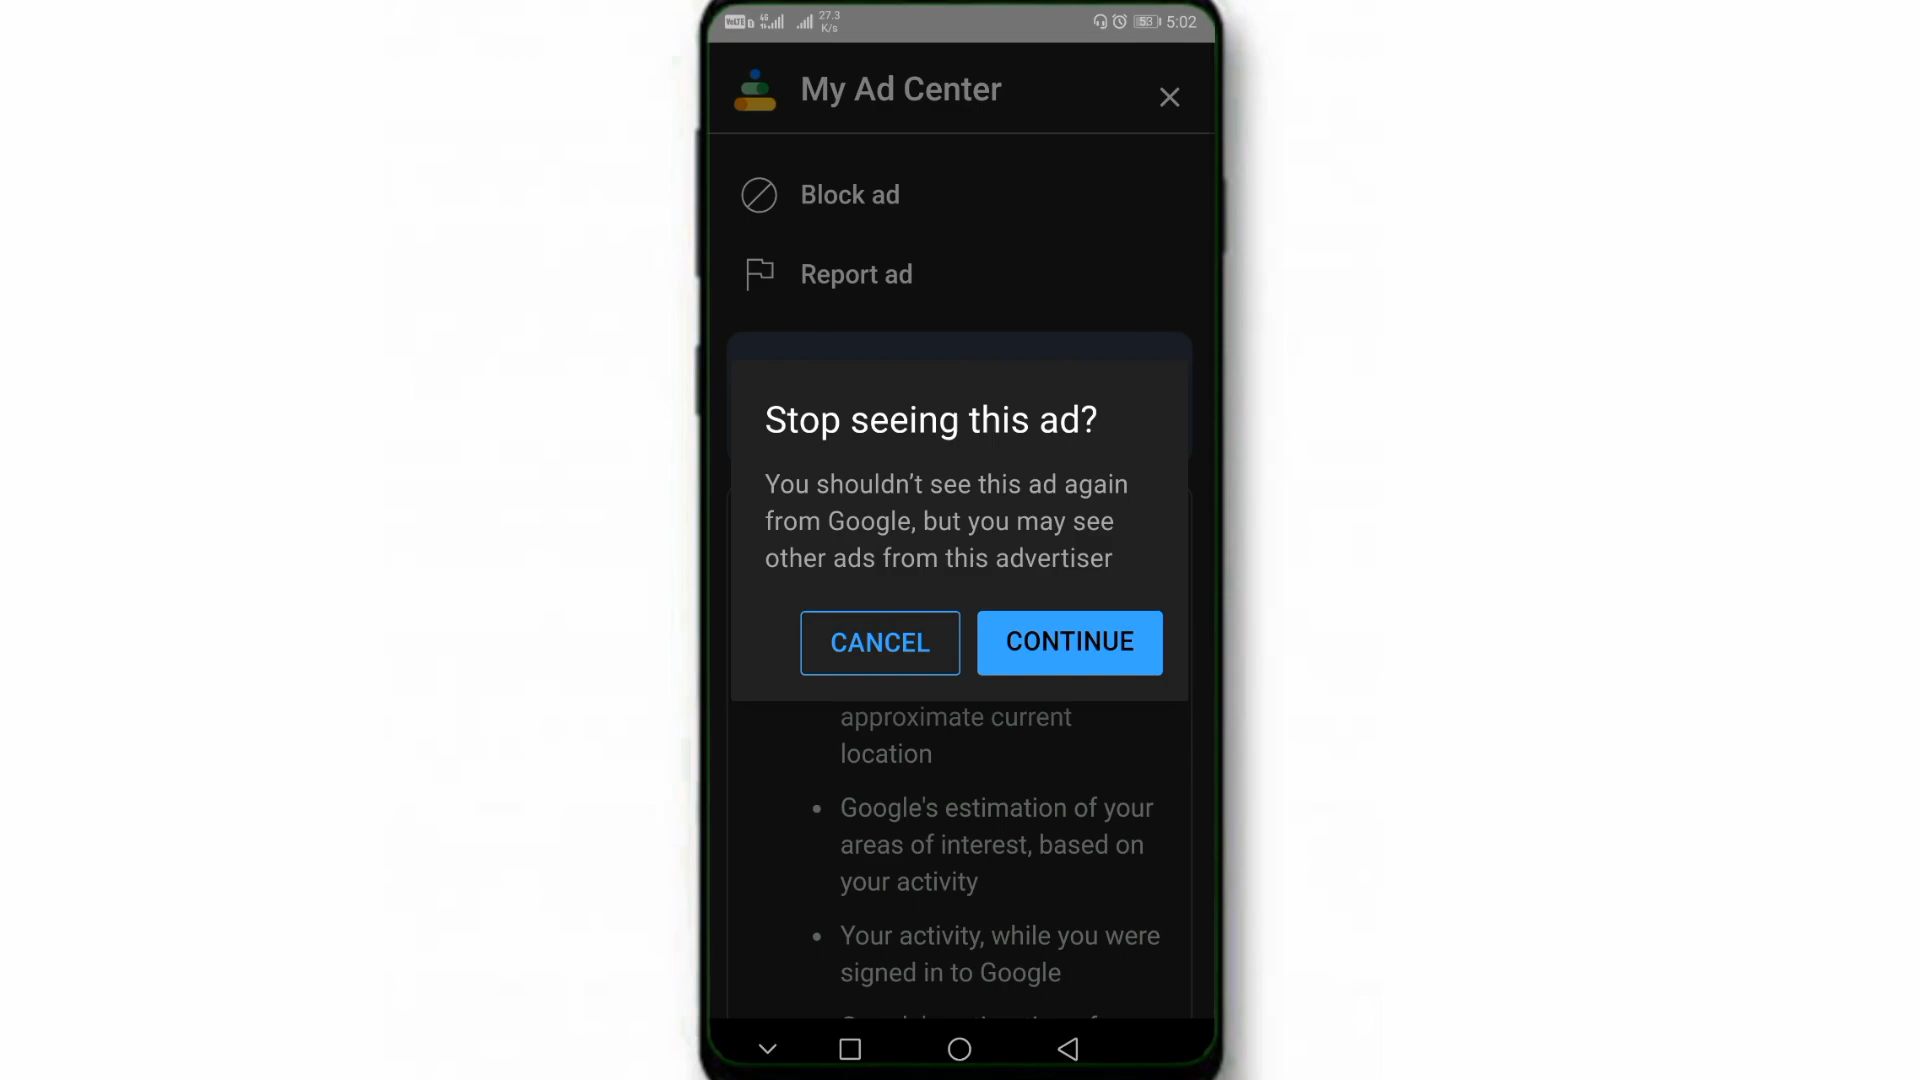 VoLTE 4G 27.3
K/s 53 5:02
My Ad Center
Block ad
Report ad
Stop seeing this ad?
You shouldn’t see this ad again
from Google, but you may see
other ads from this advertiser
CANCEL CONTINUE
approximate current
location
• Google's estimation of your
areas of interest, based on
your activity
• Your activity, while you were
signed in to Google